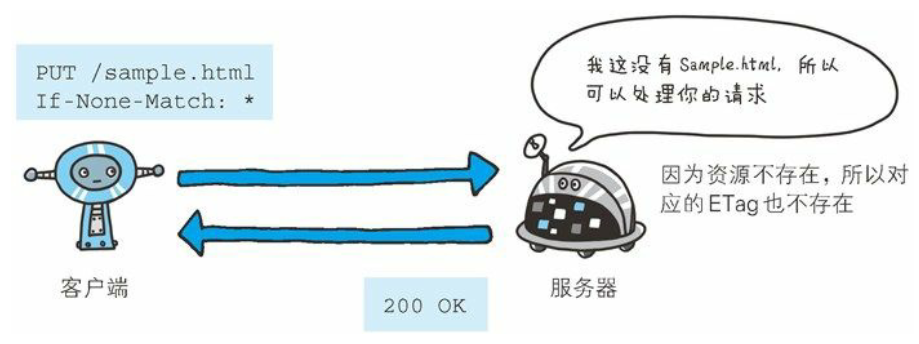 PUT /sample.html
If-None-Match: *
我这没有Sample.html, 所以
可以处理你的请求
因为资源不存在，所以对
应的ETag也不存在
客户端
服务器
200 OK